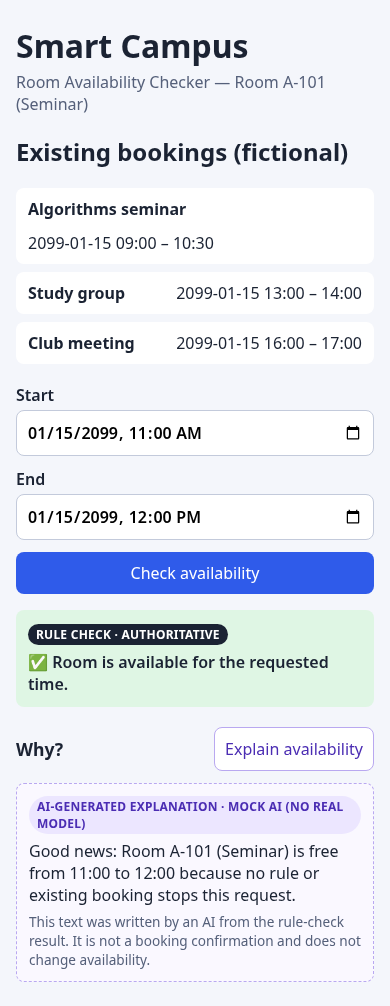 Smart Campus
Room Availability Checker — Room A-101
(Seminar)
Existing bookings (fictional)
Algorithms seminar
2099-01-15 09:00 – 10:30
Study group 2099-01-15 13:00 – 14:00
Club meeting 2099-01-15 16:00 – 17:00
Start
01/15/2099, 11:00 AM
End
01/15/2099, 12:00 PM
Check availability
RULE CHECK · AUTHORITATIVE
✅ Room is available for the requested
time.
Why? Explain availability
AI-GENERATED EXPLANATION · MOCK AI (NO REAL
MODEL)
Good news: Room A-101 (Seminar) is free
from 11:00 to 12:00 because no rule or
existing booking stops this request.
This text was written by an AI from the rule-check
result. It is not a booking confirmation and does not
change availability.